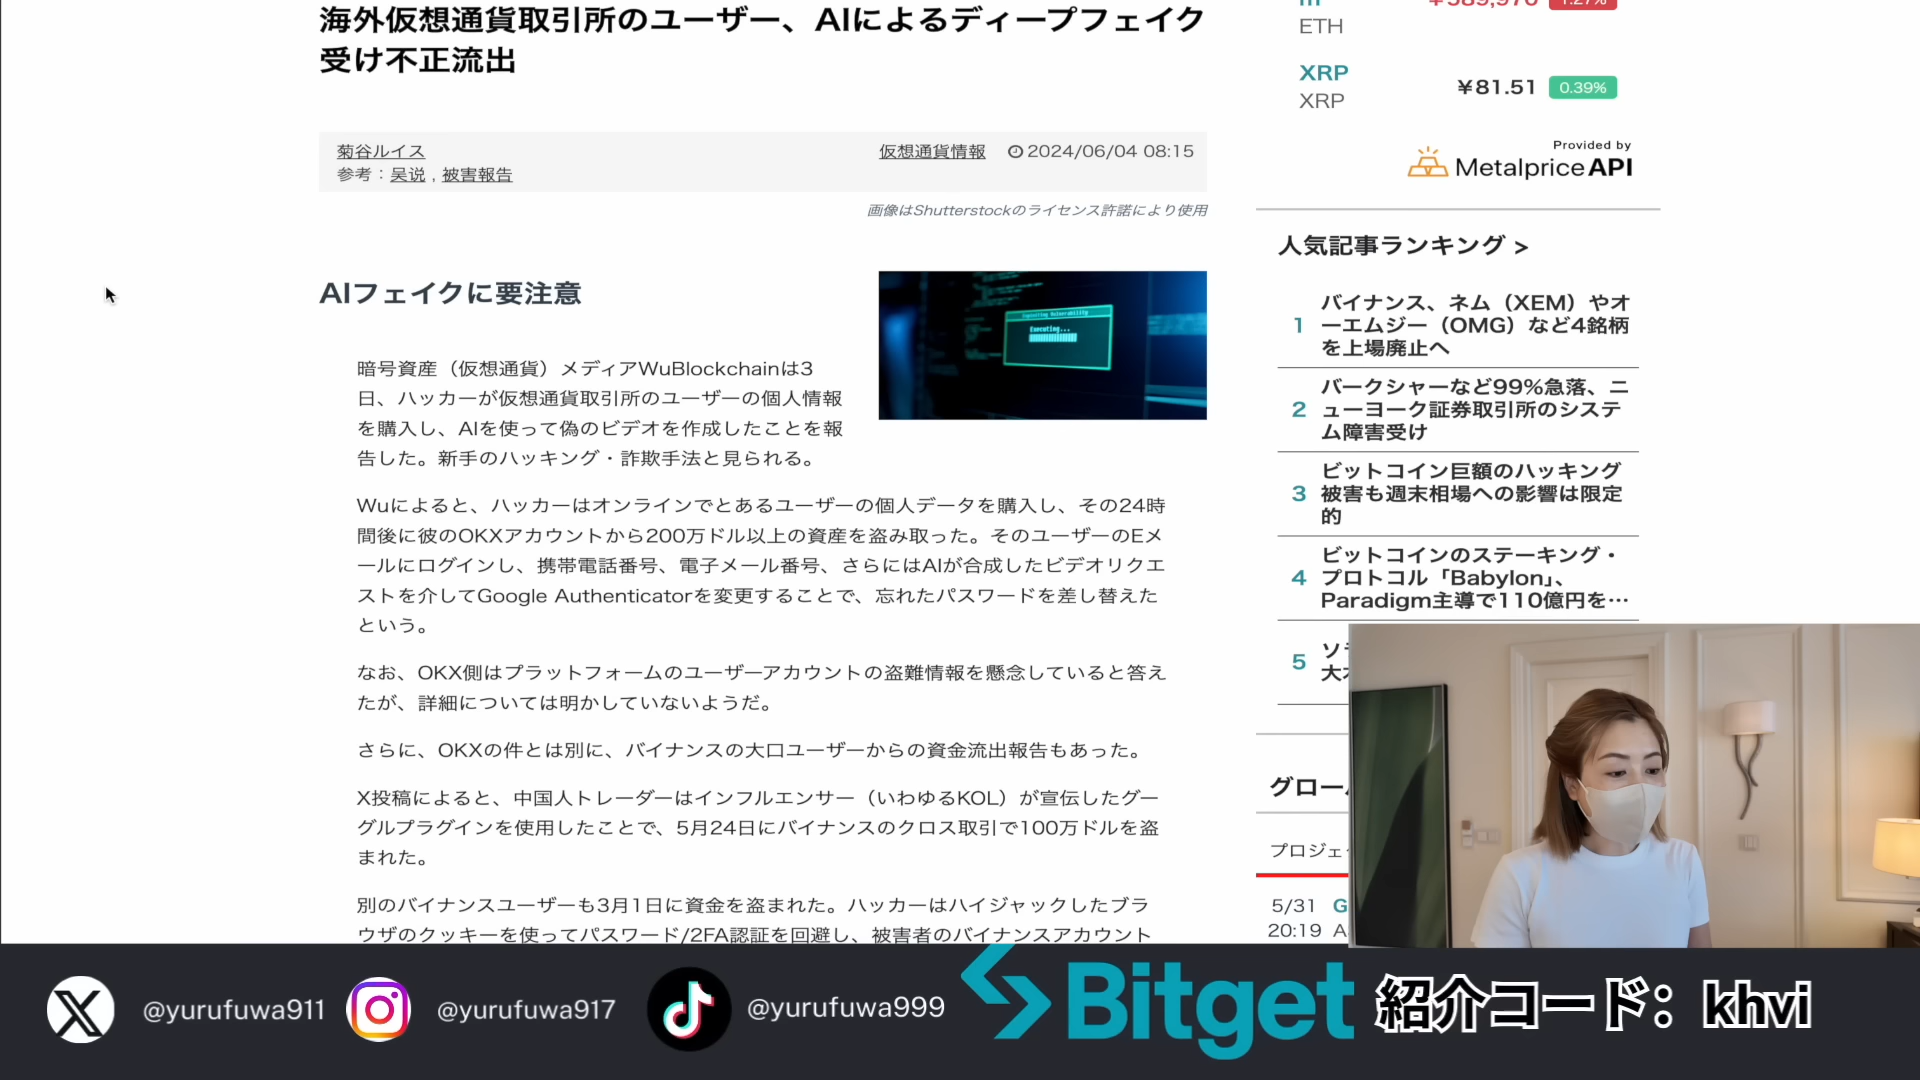 海外仮想通貨取引所のユーザー、AIによるディープフェイク
受け不正流出
菊谷ルイス
仮想通貨情報 2024/06/04 08:15
参考：吴说 , 被害報告
画像はShutterstockのライセンス許諾により使用
AIフェイクに要注意
Executing...
暗号資産（仮想通貨）メディアWuBlockchainは3
日、ハッカーが仮想通貨取引所のユーザーの個人情報
を購入し、AIを使って偽のビデオを作成したことを報
告した。新手のハッキング・詐欺手法と見られる。
Wuによると、ハッカーはオンラインでとあるユーザーの個人データを購入し、その24時
間後に彼のOKXアカウントから200万ドル以上の資産を盗み取った。そのユーザーのEメ
ールにログインし、携帯電話番号、電子メール番号、さらにはAIが合成したビデオリクエ
ストを介してGoogle Authenticatorを変更することで、忘れたパスワードを差し替えた
という。
なお、OKX側はプラットフォームのユーザーアカウントの盗難情報を懸念していると答え
たが、詳細については明かしていないようだ。
さらに、OKXの件とは別に、バイナンスの大口ユーザーからの資金流出報告もあった。
X投稿によると、中国人トレーダーはインフルエンサー（いわゆるKOL）が宣伝したグー
グルプラグインを使用したことで、5月24日にバイナンスのクロス取引で100万ドルを盗
まれた。
別のバイナンスユーザーも3月1日に資金を盗まれた。ハッカーはハイジャックしたブラ
ウザのクッキーを使ってパスワード/2FA認証を回避し、被害者のバイナンスアカウント
ETH
XRP
XRP
¥81.51 0.39%
Provided by
MetalpriceAPI
人気記事ランキング >
1 バイナンス、ネム（XEM）やオ
ーエムジー（OMG）など4銘柄
を上場廃止へ
2 バークシャーなど99%急落、ニ
ューヨーク証券取引所のシステ
ム障害受け
3 ビットコイン巨額のハッキング
被害も週末相場への影響は限定
的
4 ビットコインのステーキング・
プロトコル「Babylon」、
Paradigm主導で110億円を…
5 ソ
大
グロー
プロジェ
5/31 G
20:19 A
@yurufuwa911
@yurufuwa917
@yurufuwa999
Bitget
紹介コード：khvi